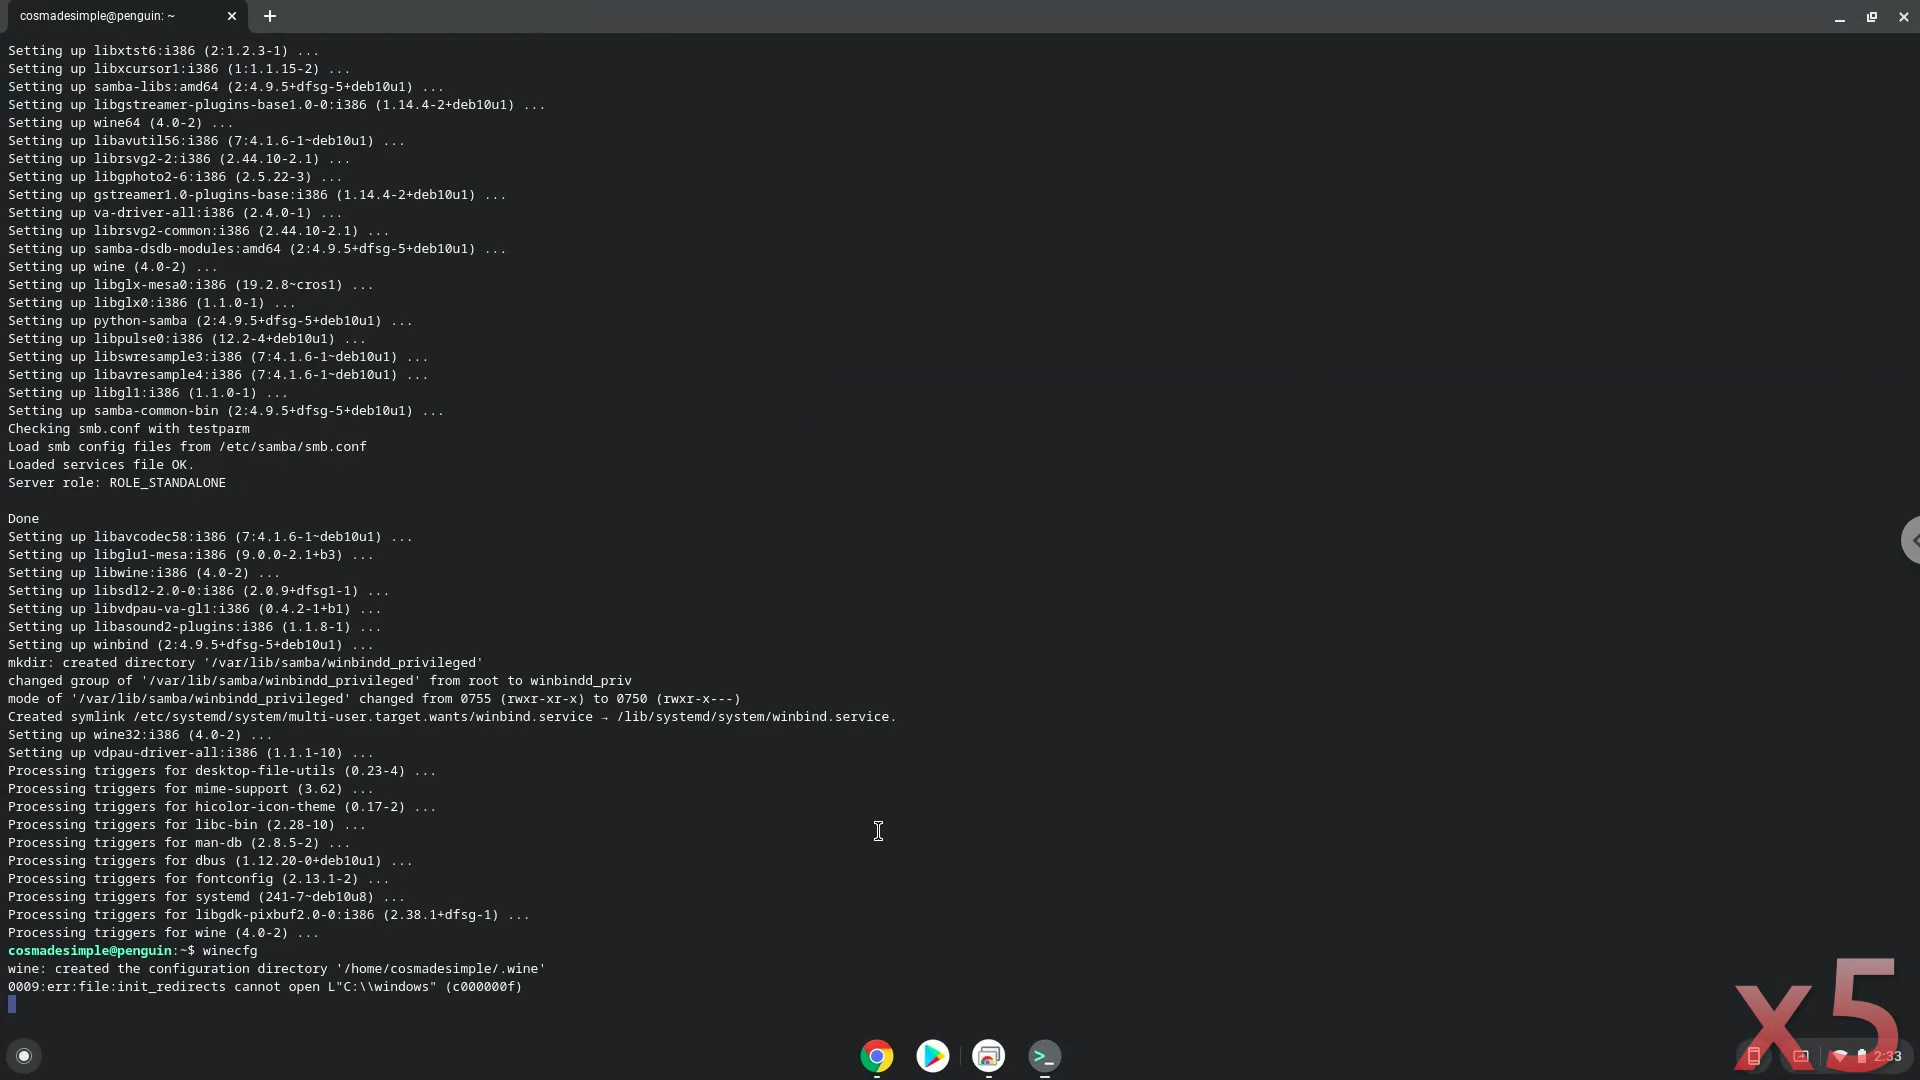 cosmadesimple@penguin: ~
Setting up libxtst6:i386 (2:1.2.3-1) ...
Setting up libxcursor1:i386 (1:1.1.15-2) ...
Setting up samba-libs:amd64 (2:4.9.5+dfsg-5+deb10u1) ...
Setting up libgstreamer-plugins-base1.0-0:i386 (1.14.4-2+deb10u1) ...
Setting up wine64 (4.0-2) ...
Setting up libavutil56:i386 (7:4.1.6-1~deb10u1) ...
Setting up librsvg2-2:i386 (2.44.10-2.1) ...
Setting up libgphoto2-6:i386 (2.5.22-3) ...
Setting up gstreamer1.0-plugins-base:i386 (1.14.4-2+deb10u1) ...
Setting up va-driver-all:i386 (2.4.0-1) ...
Setting up librsvg2-common:i386 (2.44.10-2.1) ...
Setting up samba-dsdb-modules:amd64 (2:4.9.5+dfsg-5+deb10u1) ...
Setting up wine (4.0-2) ...
Setting up libglx-mesa0:i386 (19.2.8~cros1) ...
Setting up libglx0:i386 (1.1.0-1) ...
Setting up python-samba (2:4.9.5+dfsg-5+deb10u1) ...
Setting up libpulse0:i386 (12.2-4+deb10u1) ...
Setting up libswresample3:i386 (7:4.1.6-1~deb10u1) ...
Setting up libavresample4:i386 (7:4.1.6-1~deb10u1) ...
Setting up libgl1:i386 (1.1.0-1) ...
Setting up samba-common-bin (2:4.9.5+dfsg-5+deb10u1) ...
Checking smb.conf with testparm
Load smb config files from /etc/samba/smb.conf
Loaded services file OK.
Server role: ROLE_STANDALONE
Done
Setting up libavcodec58:i386 (7:4.1.6-1~deb10u1) ...
Setting up libglu1-mesa:i386 (9.0.0-2.1+b3) ...
Setting up libwine:i386 (4.0-2) ...
Setting up libsdl2-2.0-0:i386 (2.0.9+dfsg1-1) ...
Setting up libvdpau-va-gl1:i386 (0.4.2-1+b1) ...
Setting up libasound2-plugins:i386 (1.1.8-1) ...
Setting up winbind (2:4.9.5+dfsg-5+deb10u1) ...
mkdir: created directory '/var/lib/samba/winbindd_privileged'
changed group of '/var/lib/samba/winbindd_privileged' from root to winbindd_priv
mode of '/var/lib/samba/winbindd_privileged' changed from 0755 (rwxr-xr-x) to 0750 (rwxr-x---)
Created symlink /etc/systemd/system/multi-user.target.wants/winbind.service → /lib/systemd/system/winbind.service.
Setting up wine32:i386 (4.0-2) ...
Setting up vdpau-driver-all:i386 (1.1.1-10) ...
Processing triggers for desktop-file-utils (0.23-4) ...
Processing triggers for mime-support (3.62) ...
Processing triggers for hicolor-icon-theme (0.17-2) ...
Processing triggers for libc-bin (2.28-10) ...
Processing triggers for man-db (2.8.5-2) ...
Processing triggers for dbus (1.12.20-0+deb10u1) ...
Processing triggers for fontconfig (2.13.1-2) ...
Processing triggers for systemd (241-7~deb10u8) ...
Processing triggers for libgdk-pixbuf2.0-0:i386 (2.38.1+dfsg-1) ...
Processing triggers for wine (4.0-2) ...
cosmadesimple@penguin:~$ winecfg
wine: created the configuration directory '/home/cosmadesimple/.wine'
0009:err:file:init_redirects cannot open L"C:\\windows" (c000000f)
x5
2:33